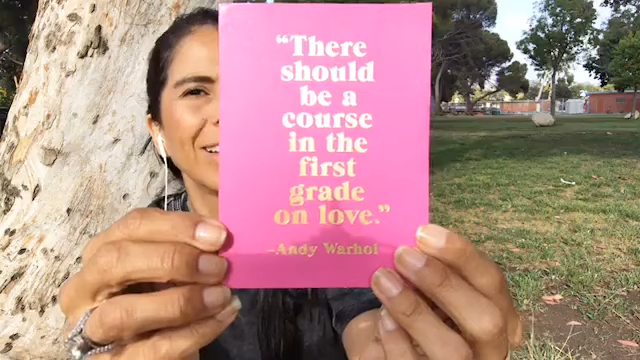 “There
should
be a
course
in the
first
grade
on love.”
–Andy Warhol